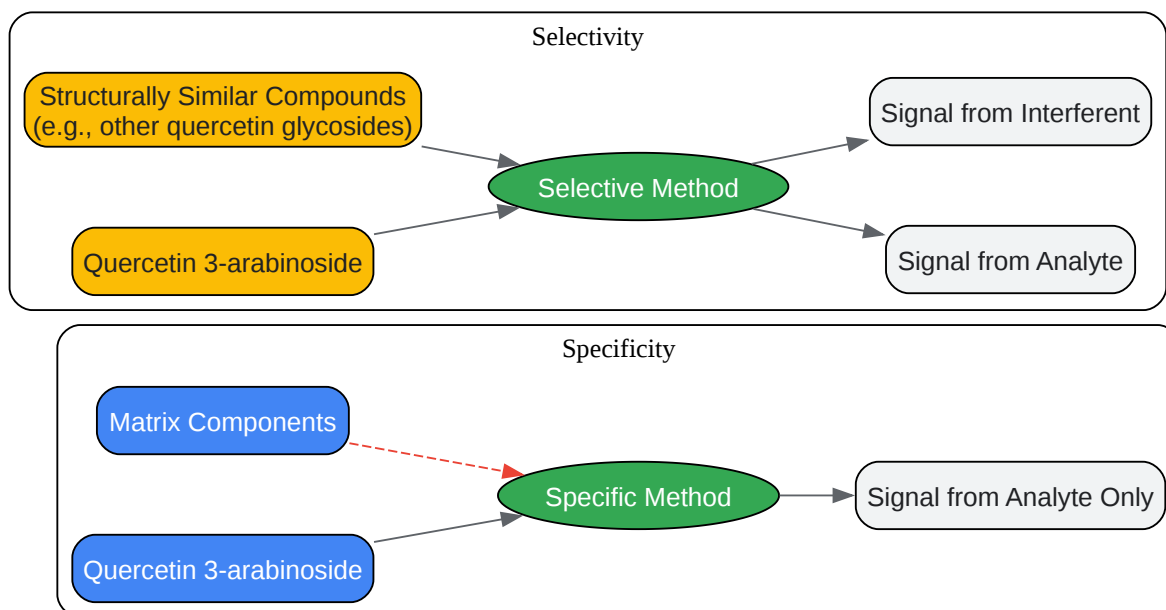 Selectivity
Structurally Similar Compounds
(e.g., other quercetin glycosides)
Signal from Interferent
Selective Method
Quercetin 3-arabinoside
Signal from Analyte
Specificity
Matrix Components
Specific Method
Signal from Analyte Only
Quercetin 3-arabinoside